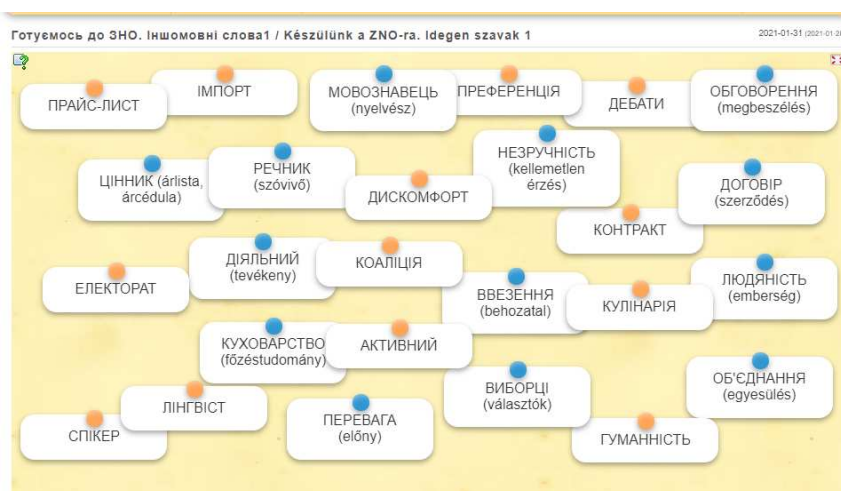 Готуємось до ЗНО. Іншомовні слова1 / Készülünk a ZNO-ra. Idegen szavak 1
2021-01-31
ПРАЙС-ЛИСТ
ІМПОРТ
МОВОЗНАВЕЦЬ
(nyelvész)
ПРЕФЕРЕНЦІЯ
ДЕБАТИ
ОБГОВОРЕННЯ
(megbeszélés)
ЦІННИК (árlista,
árcédula)
РЕЧНИК
(szóvivő)
ДИСКОМФОРТ
НЕЗРУЧНІСТЬ
(kellemetlen
érzés)
КОНТРАКТ
ДОГОВІР
(szerződés)
ЕЛЕКТОРАТ
ДІЯЛЬНИЙ
(tevékeny)
КОАЛІЦІЯ
ВВЕЗЕННЯ
(behozatal)
КУЛІНАРІЯ
ЛЮДЯНІСТЬ
(emberség)
КУХОВАРСТВО
(főzéstudomány)
АКТИВНИЙ
СПІКЕР
ЛІНГВІСТ
ПЕРЕВАГА
(előny)
ВИБОРЦІ
(választók)
ГУМАННІСТЬ
ОБ'ЄДНАННЯ
(egyesülés)